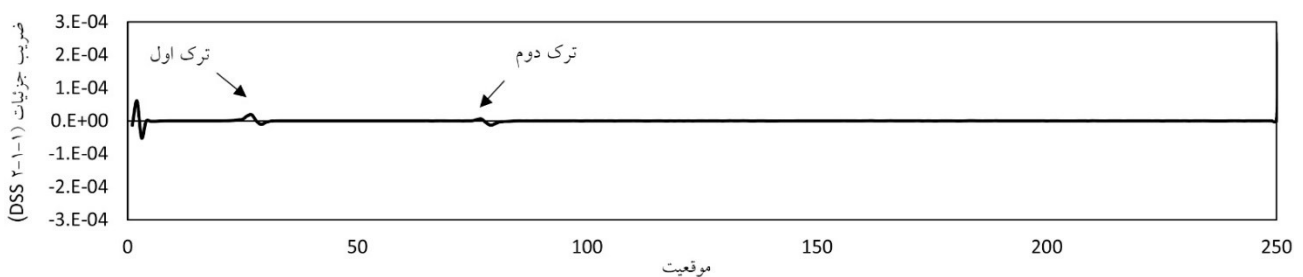 ضریب جزئیات (DSS ۲-۱-۱)
3.E-04
2.E-04
1.E-04
0.E+00
-1.E-04
-2.E-04
-3.E-04
ترک اول
ترک دوم
0 50 100 150 200 250
موقعیت